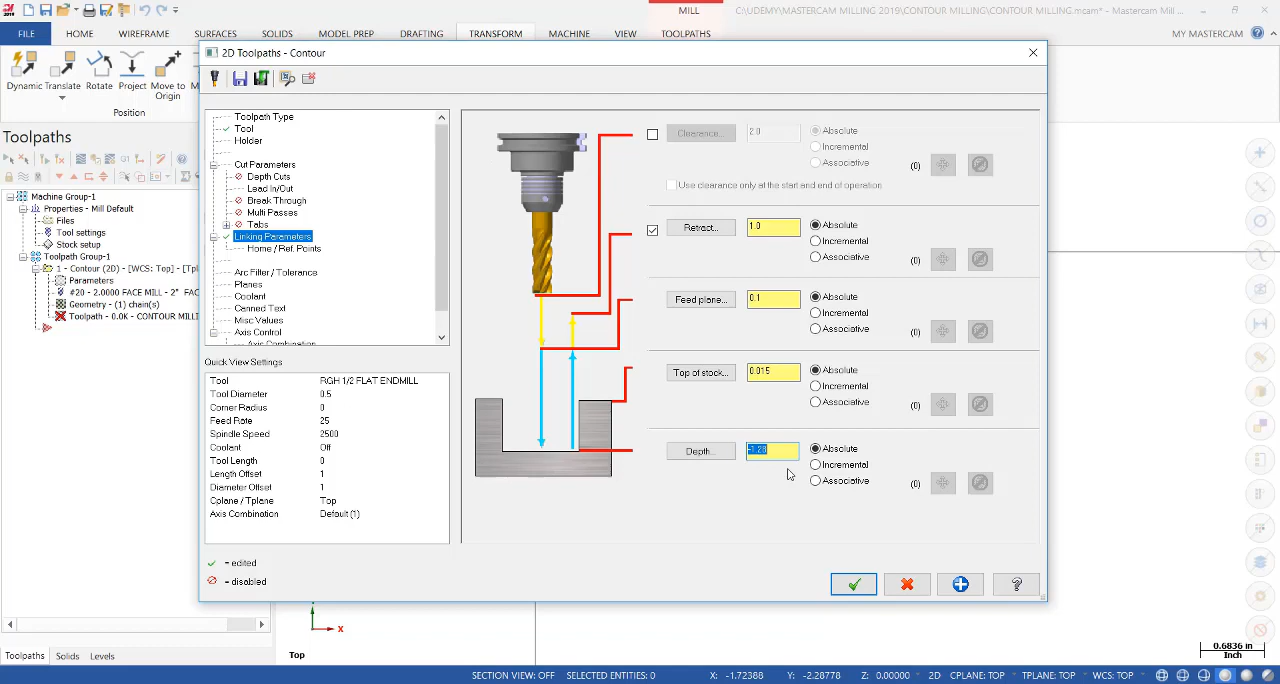 2019
MILL
C:\UDEMY\MASTERCAM MILLING 2019\CONTOUR MILLING\CONTOUR MILLING.mcam* - Mastercam Mill ...
FILE HOME WIREFRAME SURFACES SOLIDS MODEL PREP DRAFTING TRANSFORM MACHINE VIEW TOOLPATHS MY MASTERCAM
Dynamic Translate Rotate Project Move to
Origin
Position
Toolpaths
Machine Group-1
Properties - Mill Default
Files
Tool settings
Stock setup
Toolpath Group-1
1 - Contour (2D) - [WCS: Top] - [Tpl
Parameters
#20 - 2.0000 FACE MILL - 2" FA
Geometry - (1) chain(s)
Toolpath - 0.0K - CONTOUR MILL
Toolpaths Solids Levels
2D Toolpaths - Contour
Toolpath Type
Tool
Holder
Cut Parameters
Depth Cuts
Lead In/Out
Break Through
Multi Passes
Tabs
Linking Parameters
Home / Ref. Points
Arc Filter / Tolerance
Planes
Coolant
Canned Text
Misc Values
Axis Control
Axis Combination
Quick View Settings
Tool RGH 1/2 FLAT ENDMILL
Tool Diameter 0.5
Corner Radius 0
Feed Rate 25
Spindle Speed 2500
Coolant Off
Tool Length 0
Length Offset 1
Diameter Offset 1
Cplane / Tplane Top
Axis Combination Default (1)
= edited
= disabled
Clearance... 2.0 Absolute
Incremental
Associative (0)
Use clearance only at the start and end of operation
Retract... 1.0 Absolute
Incremental
Associative (0)
Feed plane... 0.1 Absolute
Incremental
Associative (0)
Top of stock... 0.015 Absolute
Incremental
Associative (0)
Depth... -1.28 Absolute
Incremental
Associative (0)
X
Top
0.6836 in
Inch
SECTION VIEW: OFF SELECTED ENTITIES: 0 X: -1.72388 Y: -2.28778 Z: 0.00000 2D CPLANE: TOP TPLANE: TOP WCS: TOP